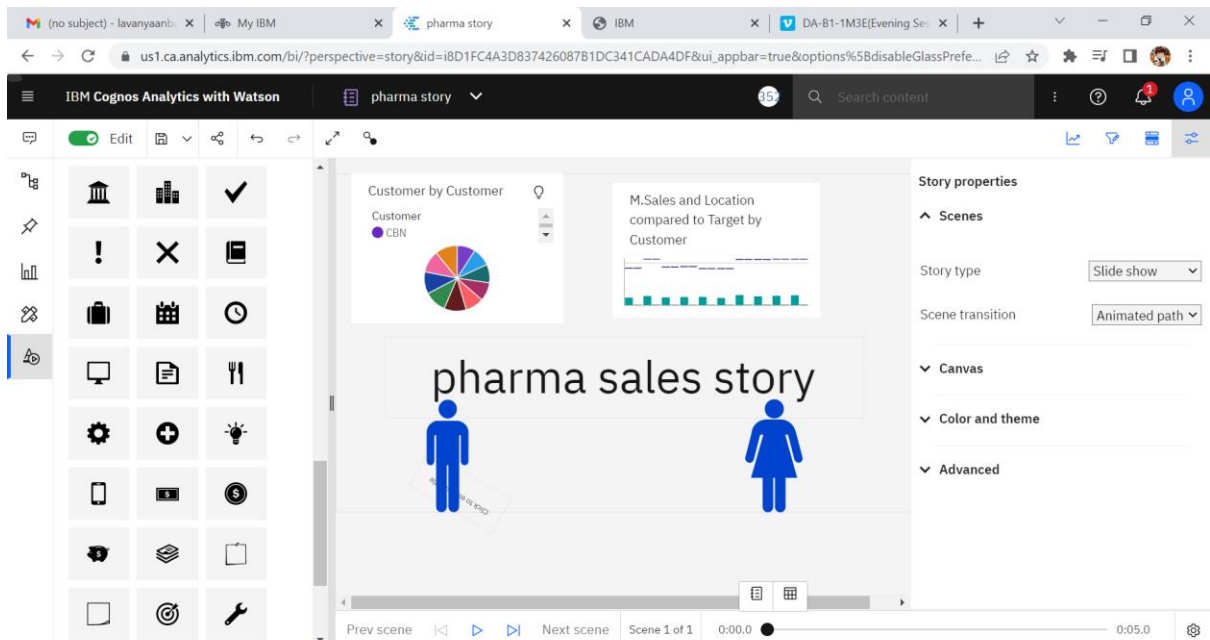 (no subject) - lavanyaanb
My IBM
pharma story
IBM
DA-B1-1M3E(Evening Ses
us1.ca.analytics.ibm.com/bi/?perspective=story&id=i8D1FC4A3D837426087B1DC341CADA4DF&ui_appbar=true&options%5BdisableGlassPrefe...
IBM Cognos Analytics with Watson
pharma story
352
Search content
1
Edit
Customer by Customer
Customer
CBN
M.Sales and Location
compared to Target by
Customer
pharma sales story
Click to
Story properties
Scenes
Story type
Slide show
Scene transition
Animated path
Canvas
Color and theme
Advanced
Prev scene
Next scene
Scene 1 of 1
0:00.0
0:05.0